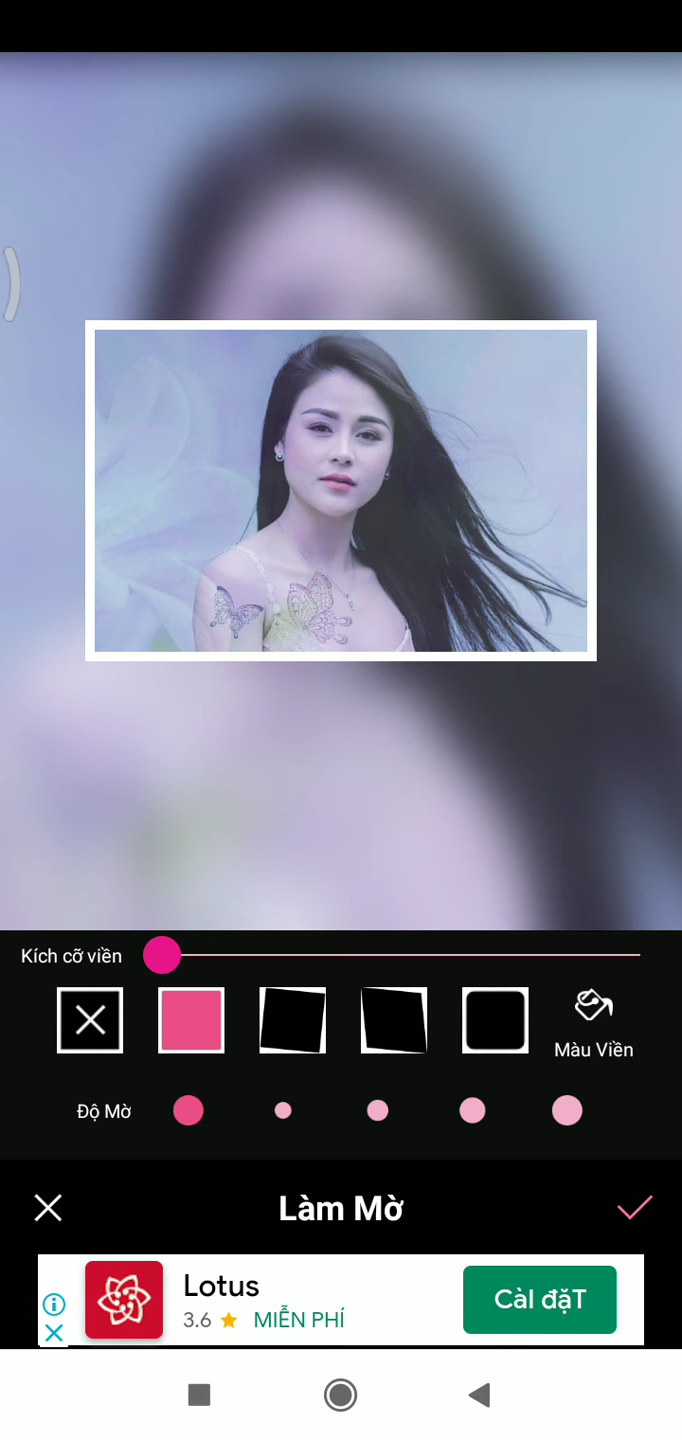 Kích cỡ viền
Màu Viền
Độ Mờ
Làm Mờ
Lotus
3.6 MIỄN PHÍ
Cài đặT